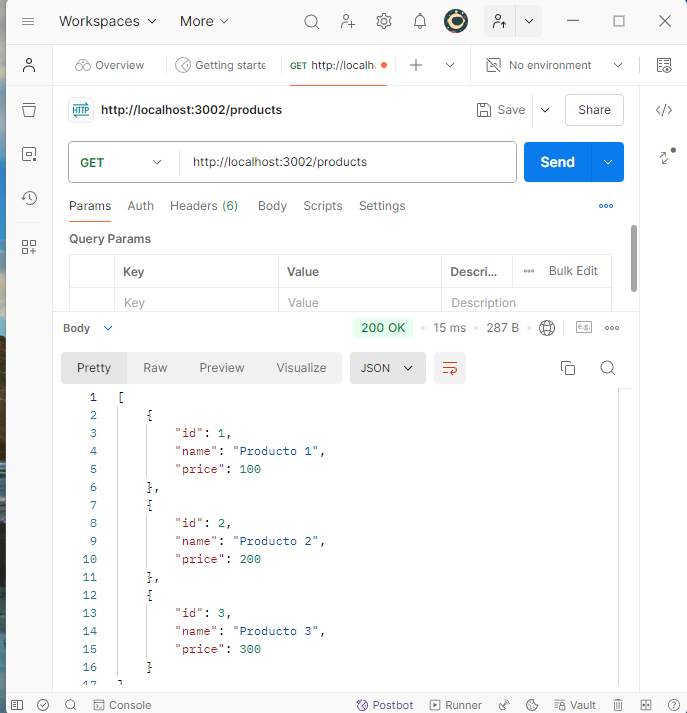 Workspaces More
Overview Getting starte GET http://localh No environment
HTTP http://localhost:3002/products Save Share
GET http://localhost:3002/products Send
Params Auth Headers (6) Body Scripts Settings
Query Params
Key Value Descri... Bulk Edit
Key Value Description
Body 200 OK 15 ms 287 B e.g.
Pretty Raw Preview Visualize JSON
1 [
2 {
3 "id": 1,
4 "name": "Producto 1",
5 "price": 100
6 },
7 {
8 "id": 2,
9 "name": "Producto 2",
10 "price": 200
11 },
12 {
13 "id": 3,
14 "name": "Producto 3",
15 "price": 300
16 }
17 ]
Console Postbot Runner Vault